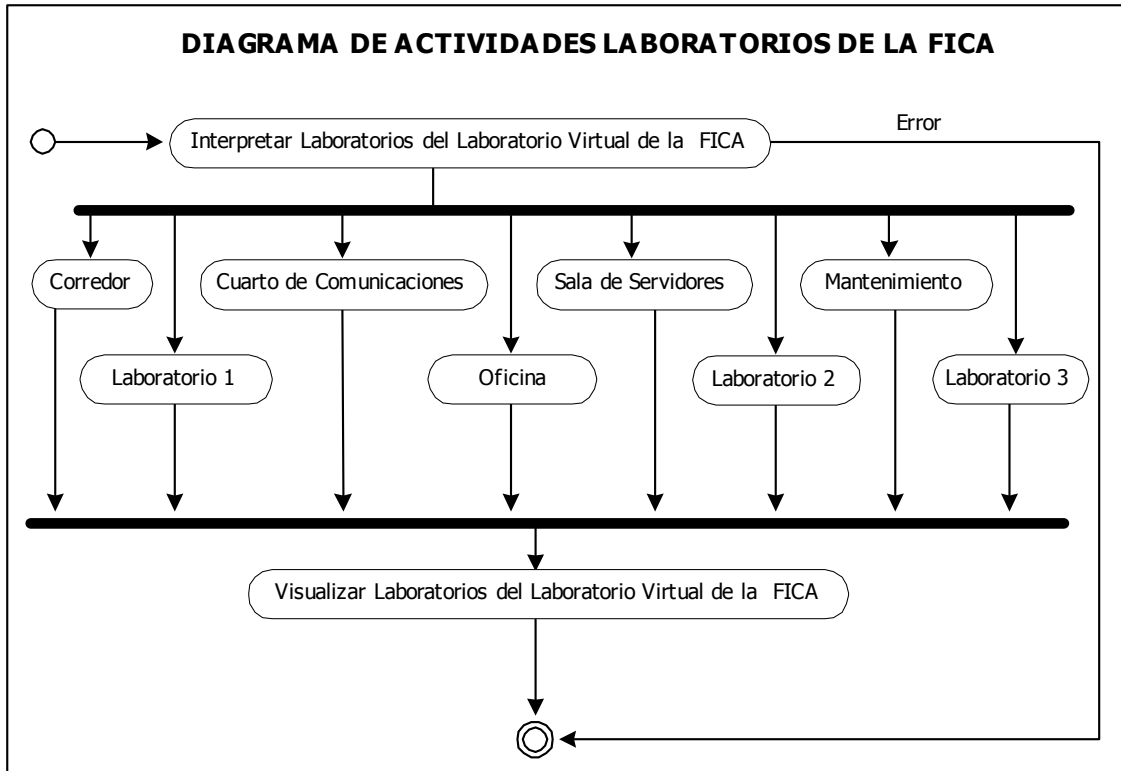 DIAGRAMA DE ACTIVIDADES LABORATORIOS DE LA FICA
Error
Interpretar Laboratorios del Laboratorio Virtual de la FICA
Corredor
Cuarto de Comunicaciones
Sala de Servidores
Mantenimiento
Laboratorio 1
Oficina
Laboratorio 2
Laboratorio 3
Visualizar Laboratorios del Laboratorio Virtual de la FICA